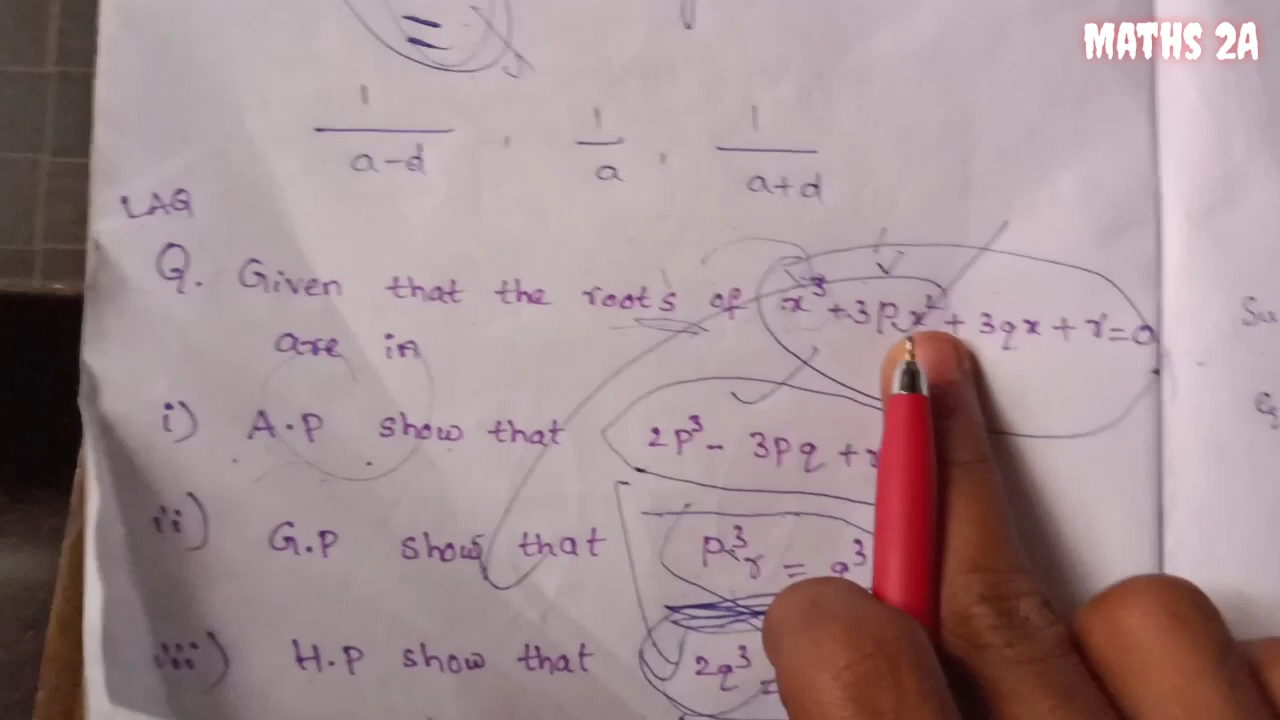 MATHS 2A
1/(a-d) , 1/a , 1/(a+d)
LAQ
Q. Given that the roots of x³ + 3px² + 3qx + r = 0
are in
i) A.P show that 2p³ - 3pq + r
ii) G.P show that p³r = q³
iii) H.P show that 2q³ =